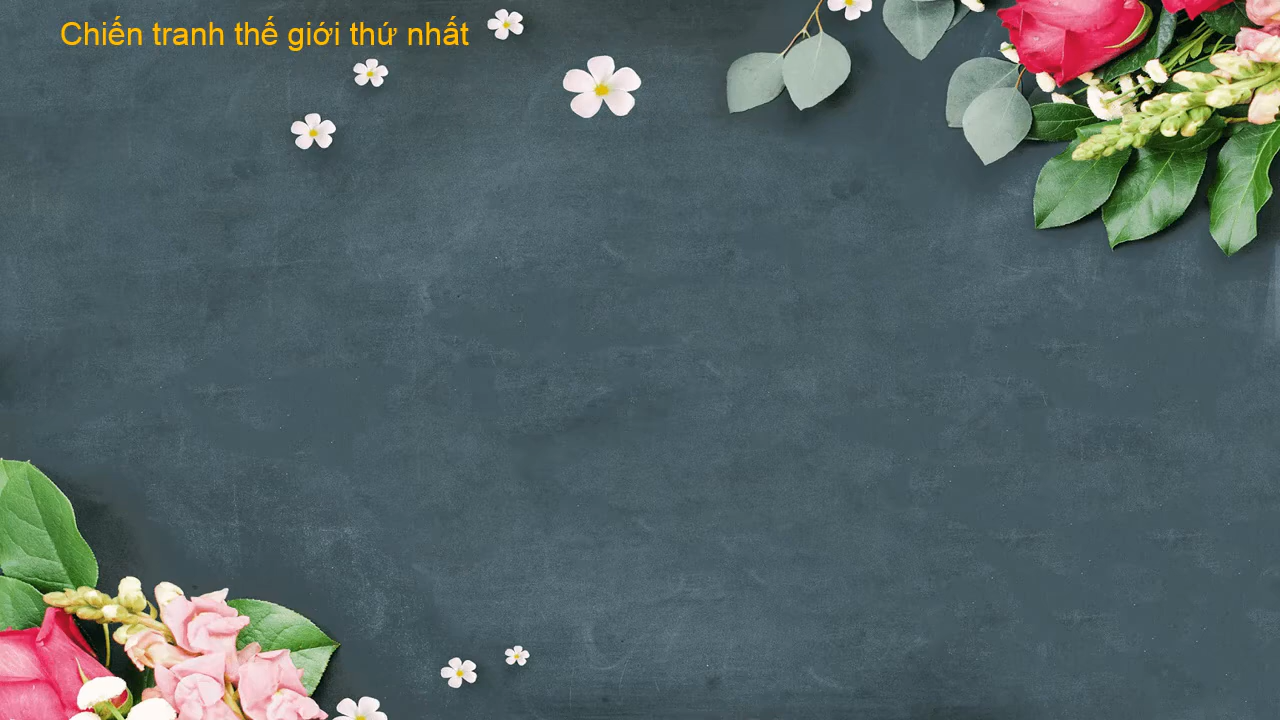 Chiến tranh thế giới thứ nhất